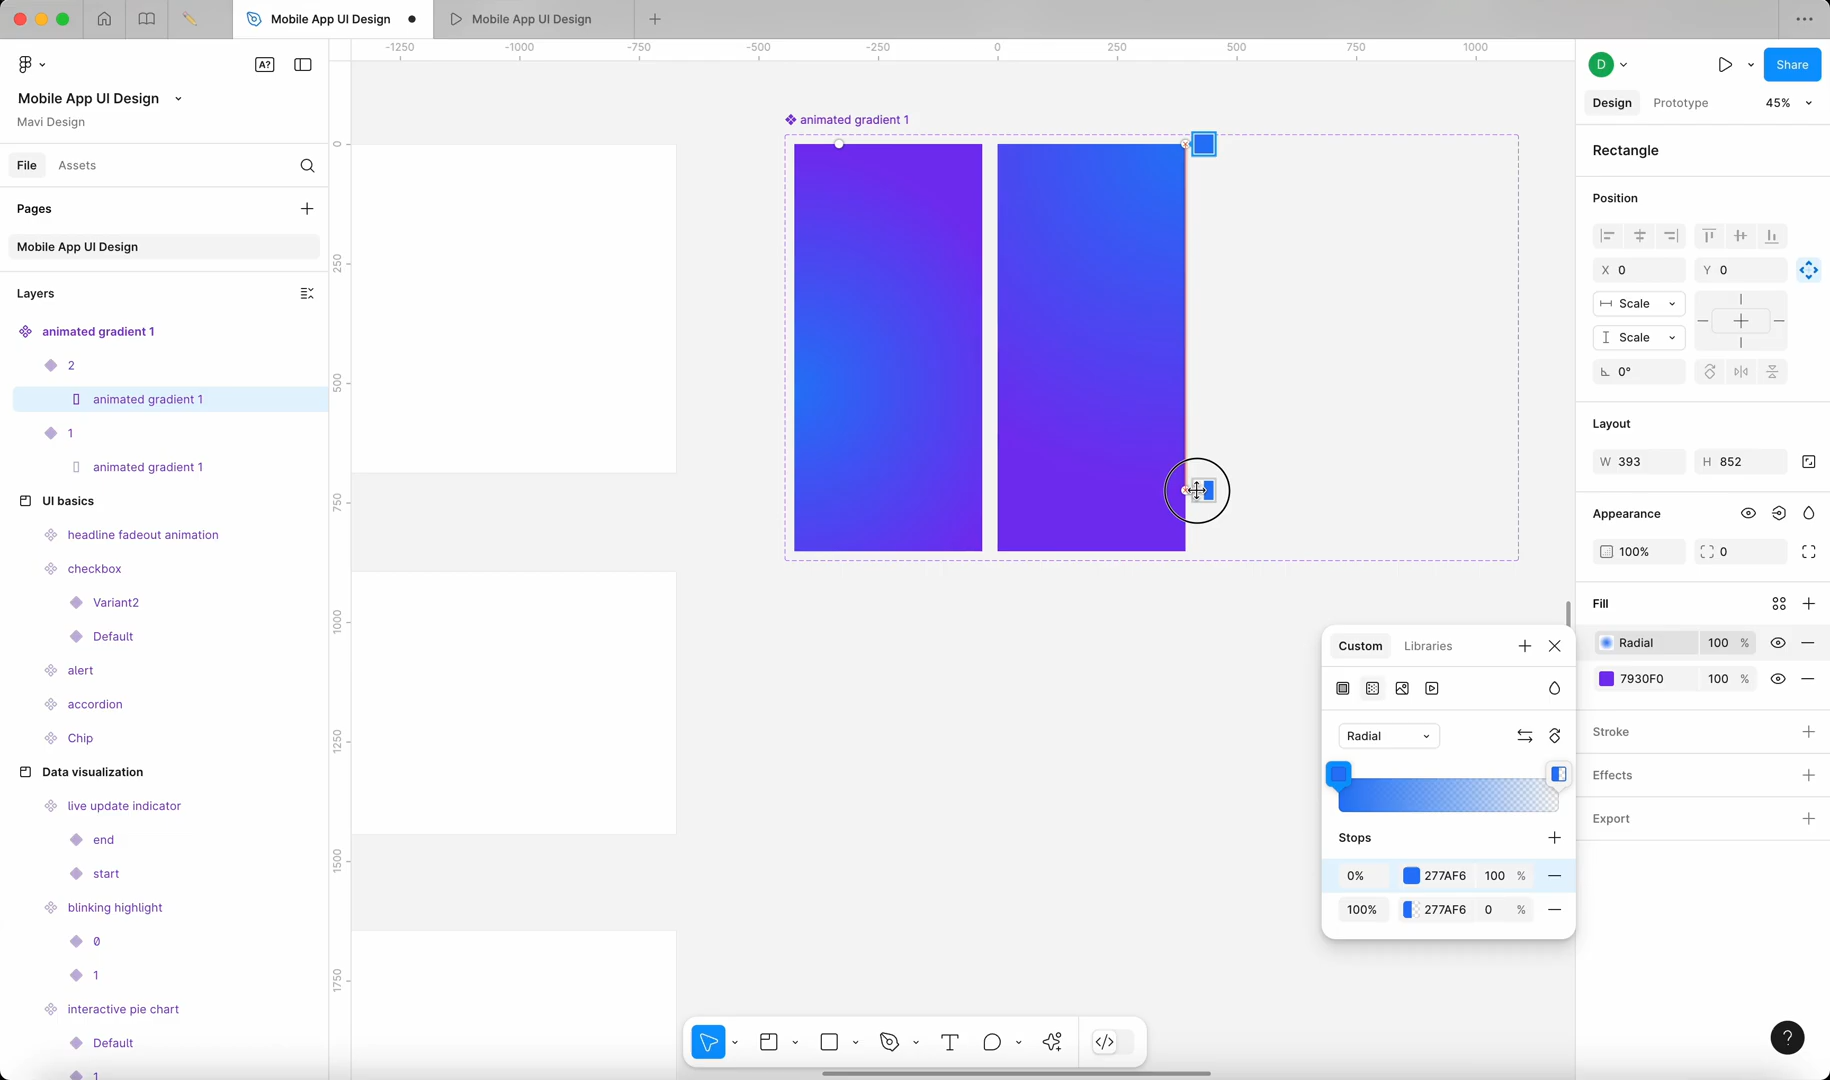 Mobile App UI Design
Mobile App UI Design
-1250
-1000
-750
-500
-250
0
250
500
750
1000
A?
D
Share
Mobile App UI Design
Mavi Design
Design
Prototype
45%
animated gradient 1
File
Assets
Rectangle
Pages
Position
Mobile App UI Design
X 0
Y 0
Layers
Scale
animated gradient 1
Scale
2
0°
animated gradient 1
Layout
1
W 393
H 852
animated gradient 1
UI basics
Appearance
headline fadeout animation
100%
0
checkbox
Variant2
Fill
Default
Radial
100 %
alert
7930F0
100 %
accordion
Stroke
Chip
Data visualization
Effects
live update indicator
Export
end
start
blinking highlight
0
1
interactive pie chart
Default
1
0
250
500
750
1000
1250
1500
1750
Custom
Libraries
Radial
Stops
0%
277AF6
100 %
100%
277AF6
0 %
?